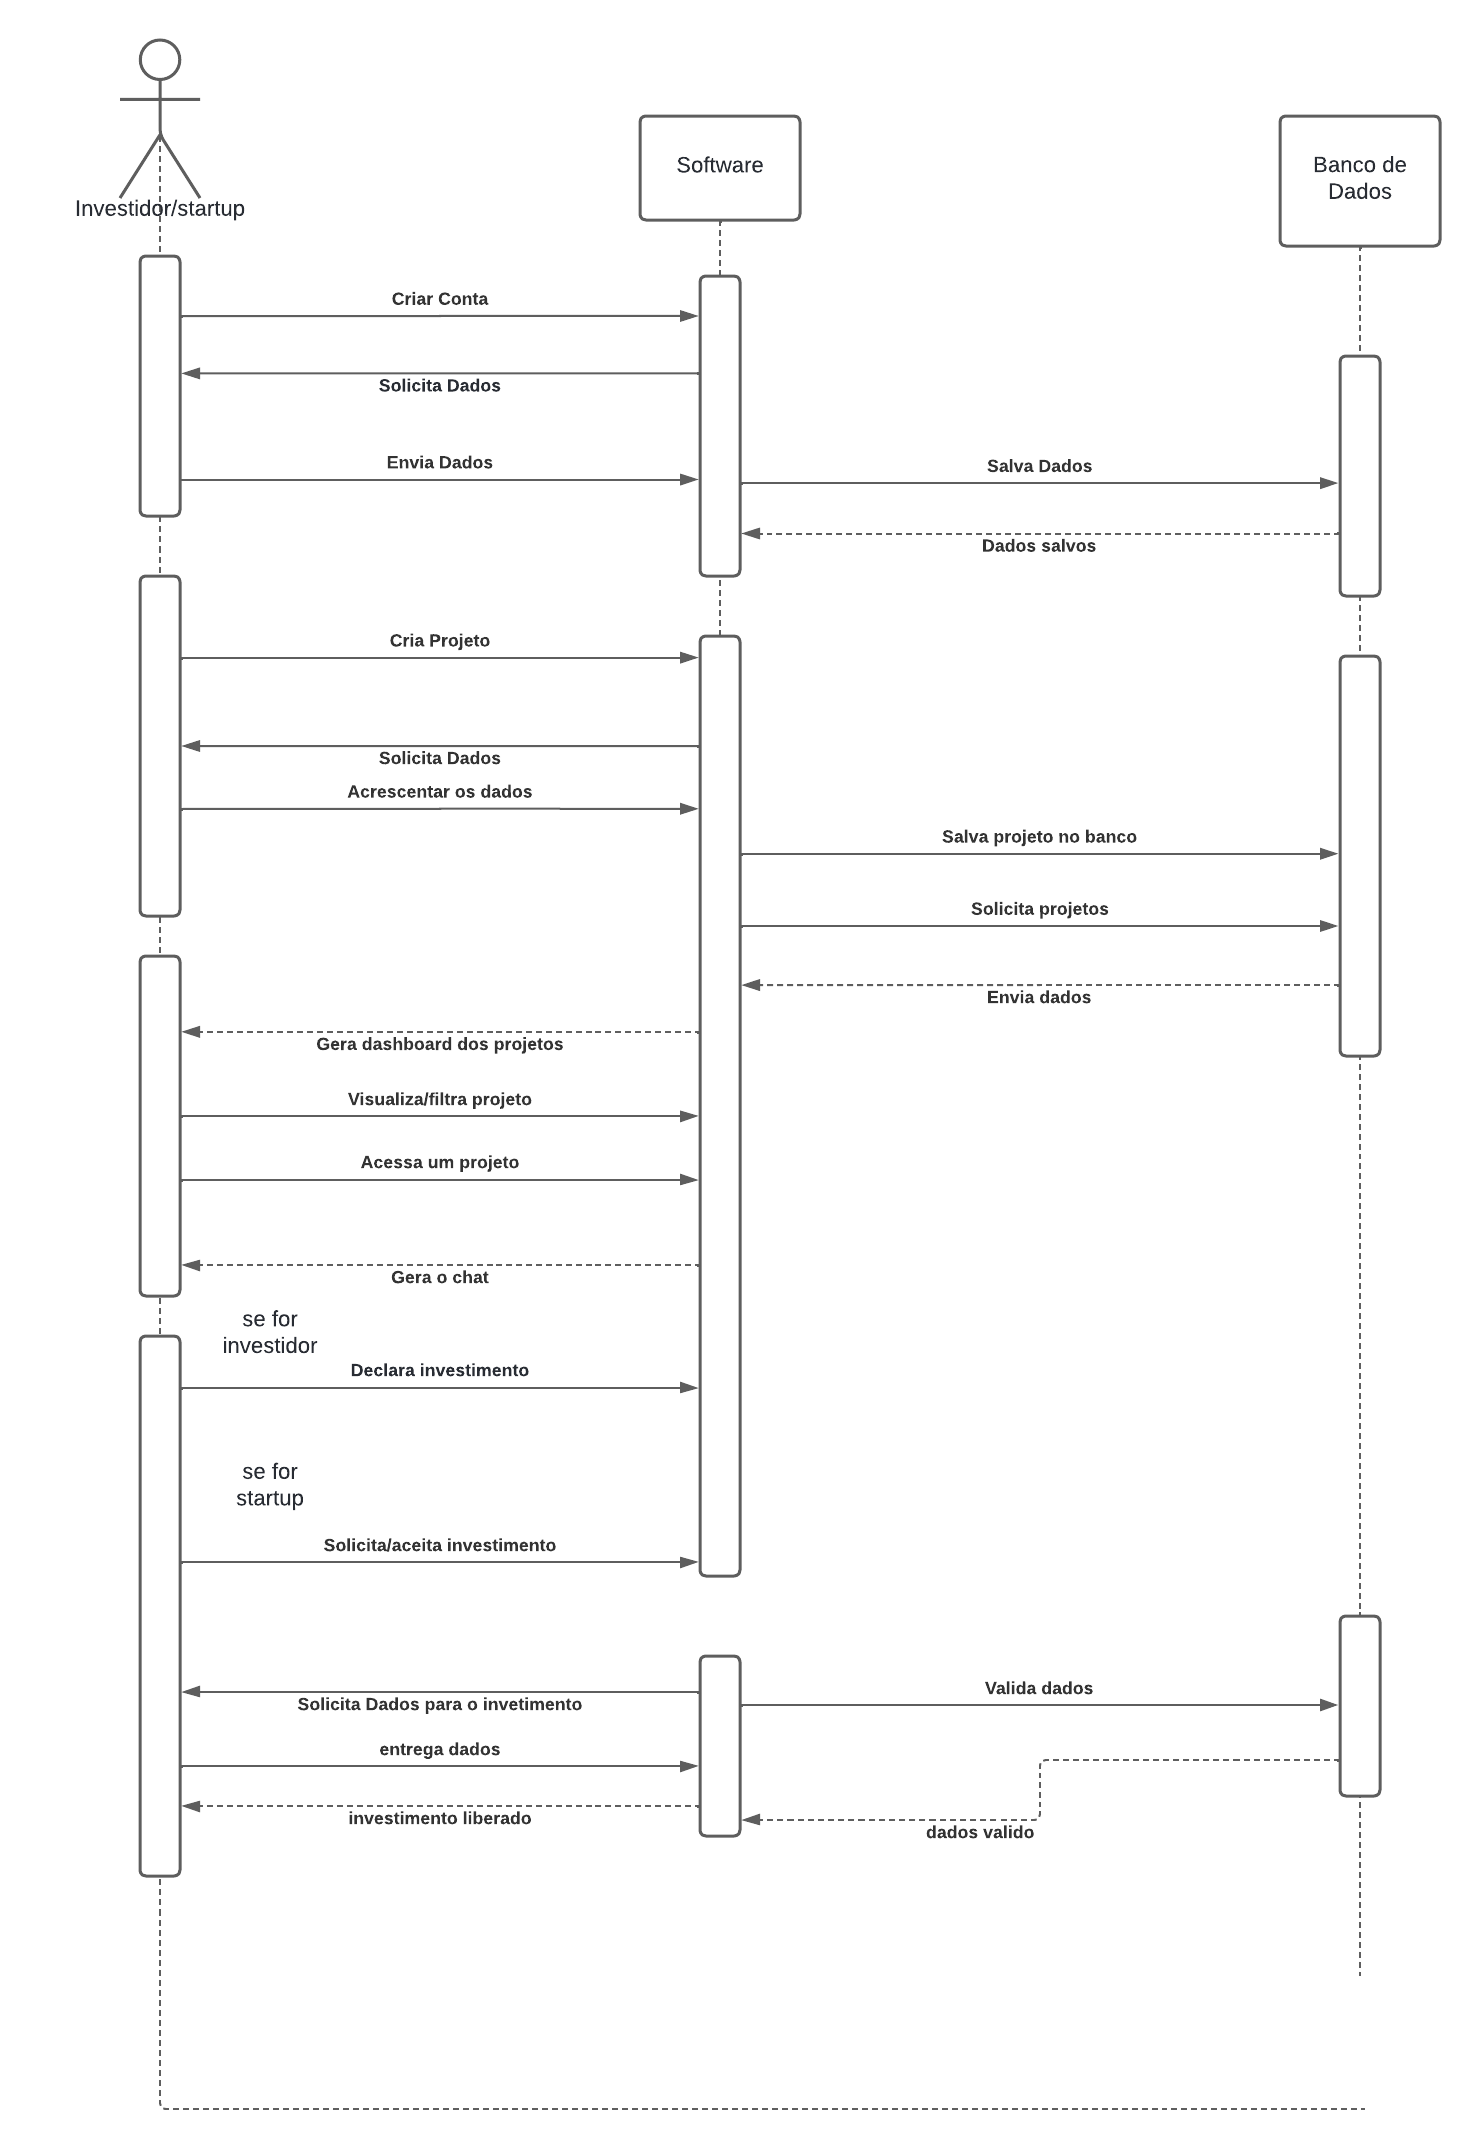 Investidor/startup
Software
Banco de
Dados
Criar Conta
Solicita Dados
Envia Dados
Salva Dados
Dados salvos
Cria Projeto
Solicita Dados
Acrescentar os dados
Salva projeto no banco
Solicita projetos
Envia dados
Gera dashboard dos projetos
Visualiza/filtra projeto
Acessa um projeto
Gera o chat
se for
investidor
Declara investimento
se for
startup
Solicita/aceita investimento
Solicita Dados para o invetimento
Valida dados
entrega dados
investimento liberado
dados valido